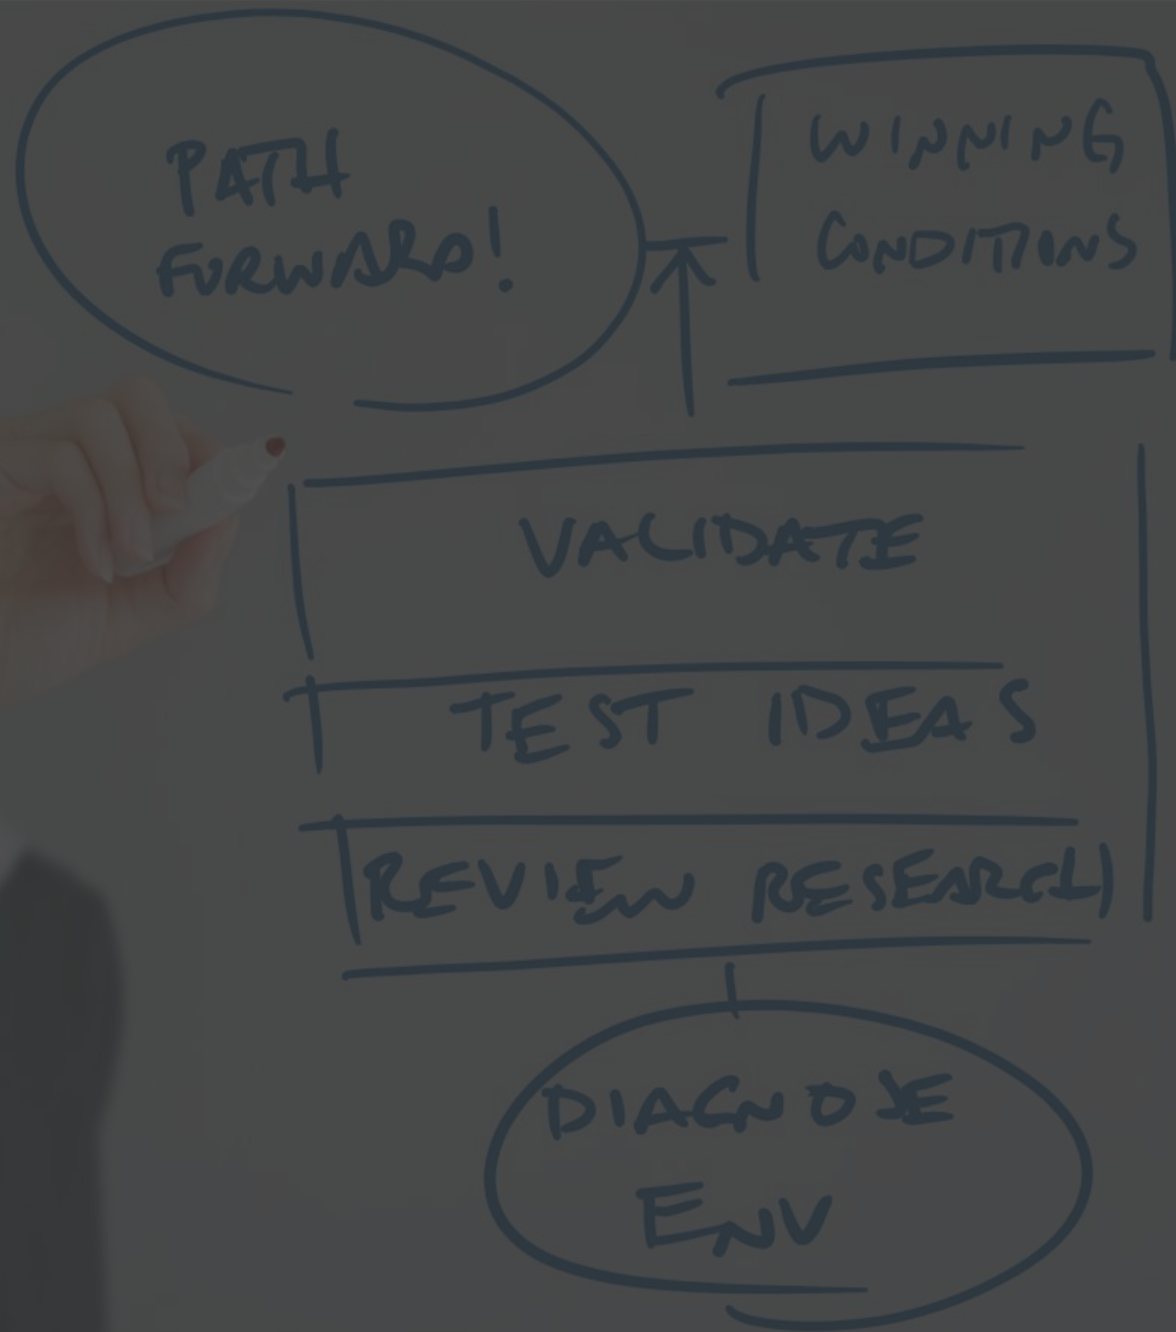 PATH
FORWARD!
WINNING
CONDITIONS
VALIDATE
TEST IDEAS
REVIEW RESEARCH
DIAGNOSE
ENV